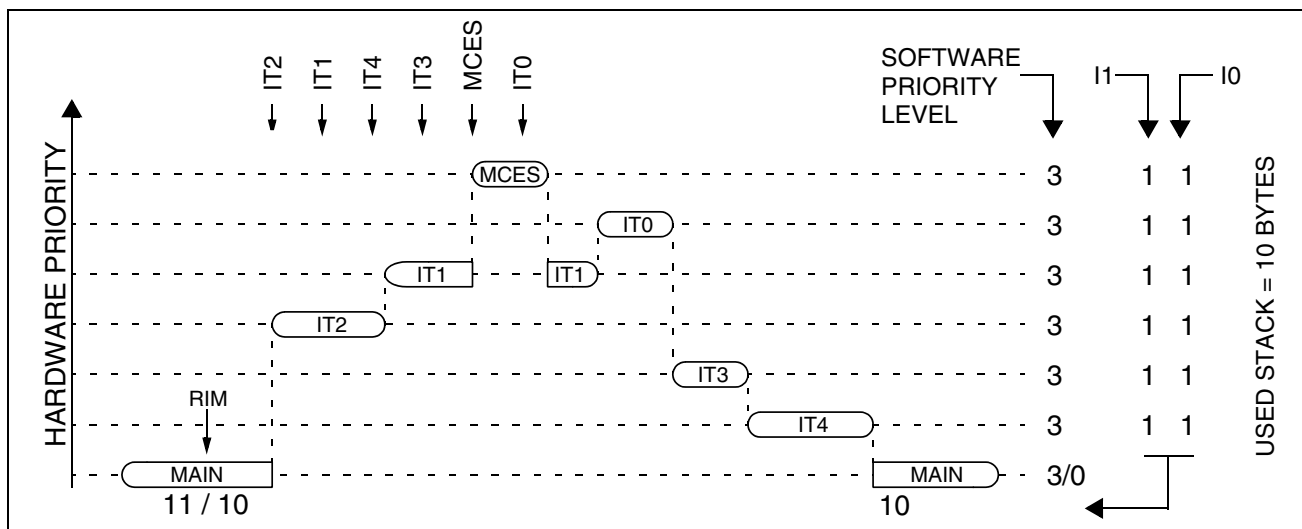 IT2
IT1
IT4
IT3
MCES
IT0
SOFTWARE
PRIORITY
LEVEL
I1
I0
HARDWARE PRIORITY
MCES
3
1 1
IT0
3
1 1
IT1
IT1
3
1 1
IT2
3
1 1
IT3
3
1 1
RIM
IT4
3
1 1
MAIN
MAIN
3/0
11 / 10
10
USED STACK = 10 BYTES